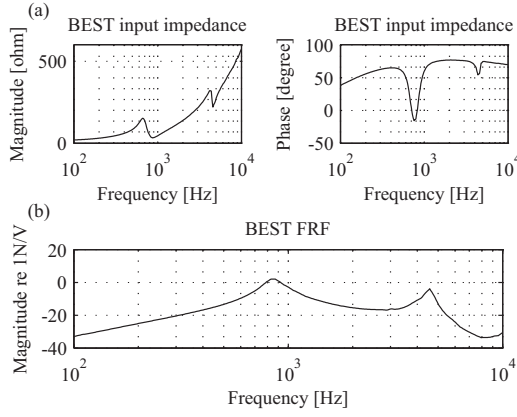 (a)
BEST input impedance
Magnitude [ohm]
500
0
10^2
10^3
10^4
Frequency [Hz]
BEST input impedance
Phase [degree]
100
50
0
-50
10^2
10^3
10^4
Frequency [Hz]
(b)
BEST FRF
Magnitude re 1N/V
20
0
-20
-40
10^2
10^3
10^4
Frequency [Hz]